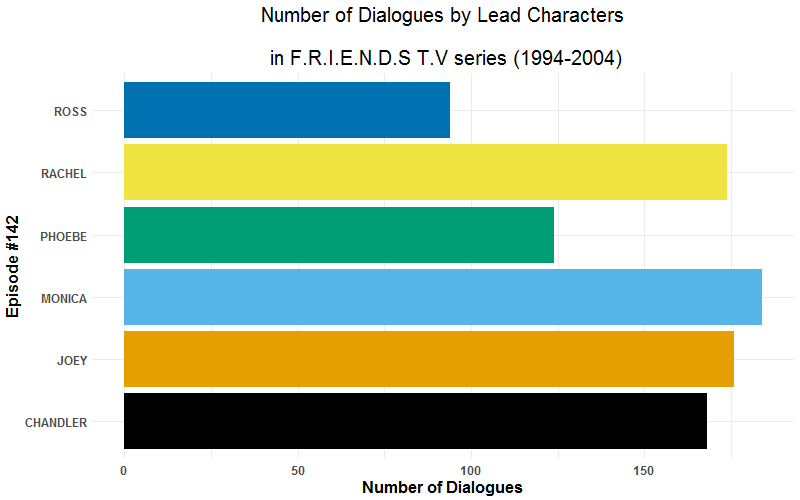 Number of Dialogues by Lead Characters
in F.R.I.E.N.D.S T.V series (1994-2004)
Episode #142
ROSS
RACHEL
PHOEBE
MONICA
JOEY
CHANDLER
0 50 100 150
Number of Dialogues